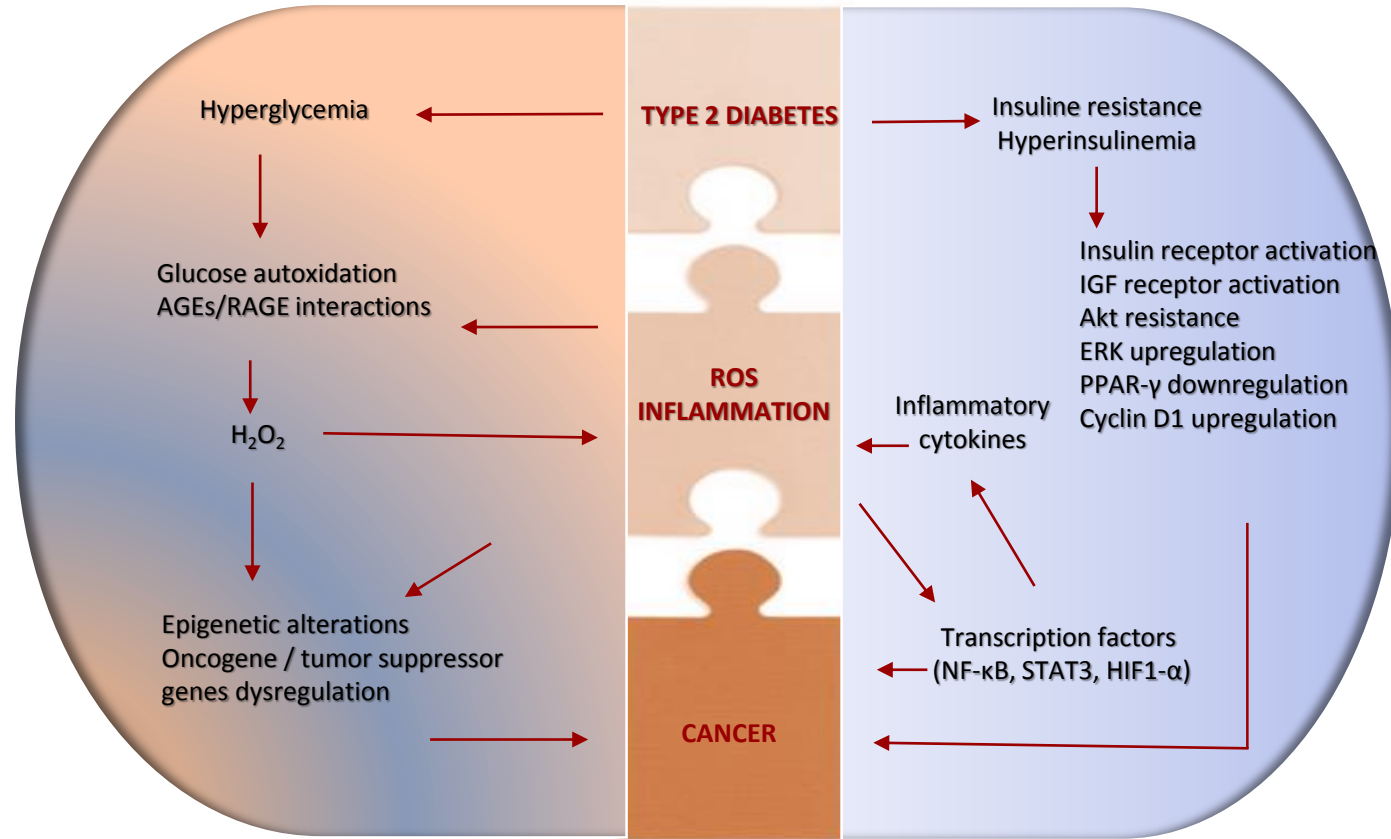 Hyperglycemia
Glucose autoxidation
AGEs/RAGE interactions
H₂O₂
Epigenetic alterations
Oncogene / tumor suppressor
genes dysregulation
TYPE 2 DIABETES
ROS
INFLAMMATION
CANCER
Insuline resistance
Hyperinsulinemia
Insulin receptor activation
IGF receptor activation
Akt resistance
ERK upregulation
PPAR-γ downregulation
Cyclin D1 upregulation
Inflammatory
cytokines
Transcription factors
(NF-κB, STAT3, HIF1-α)